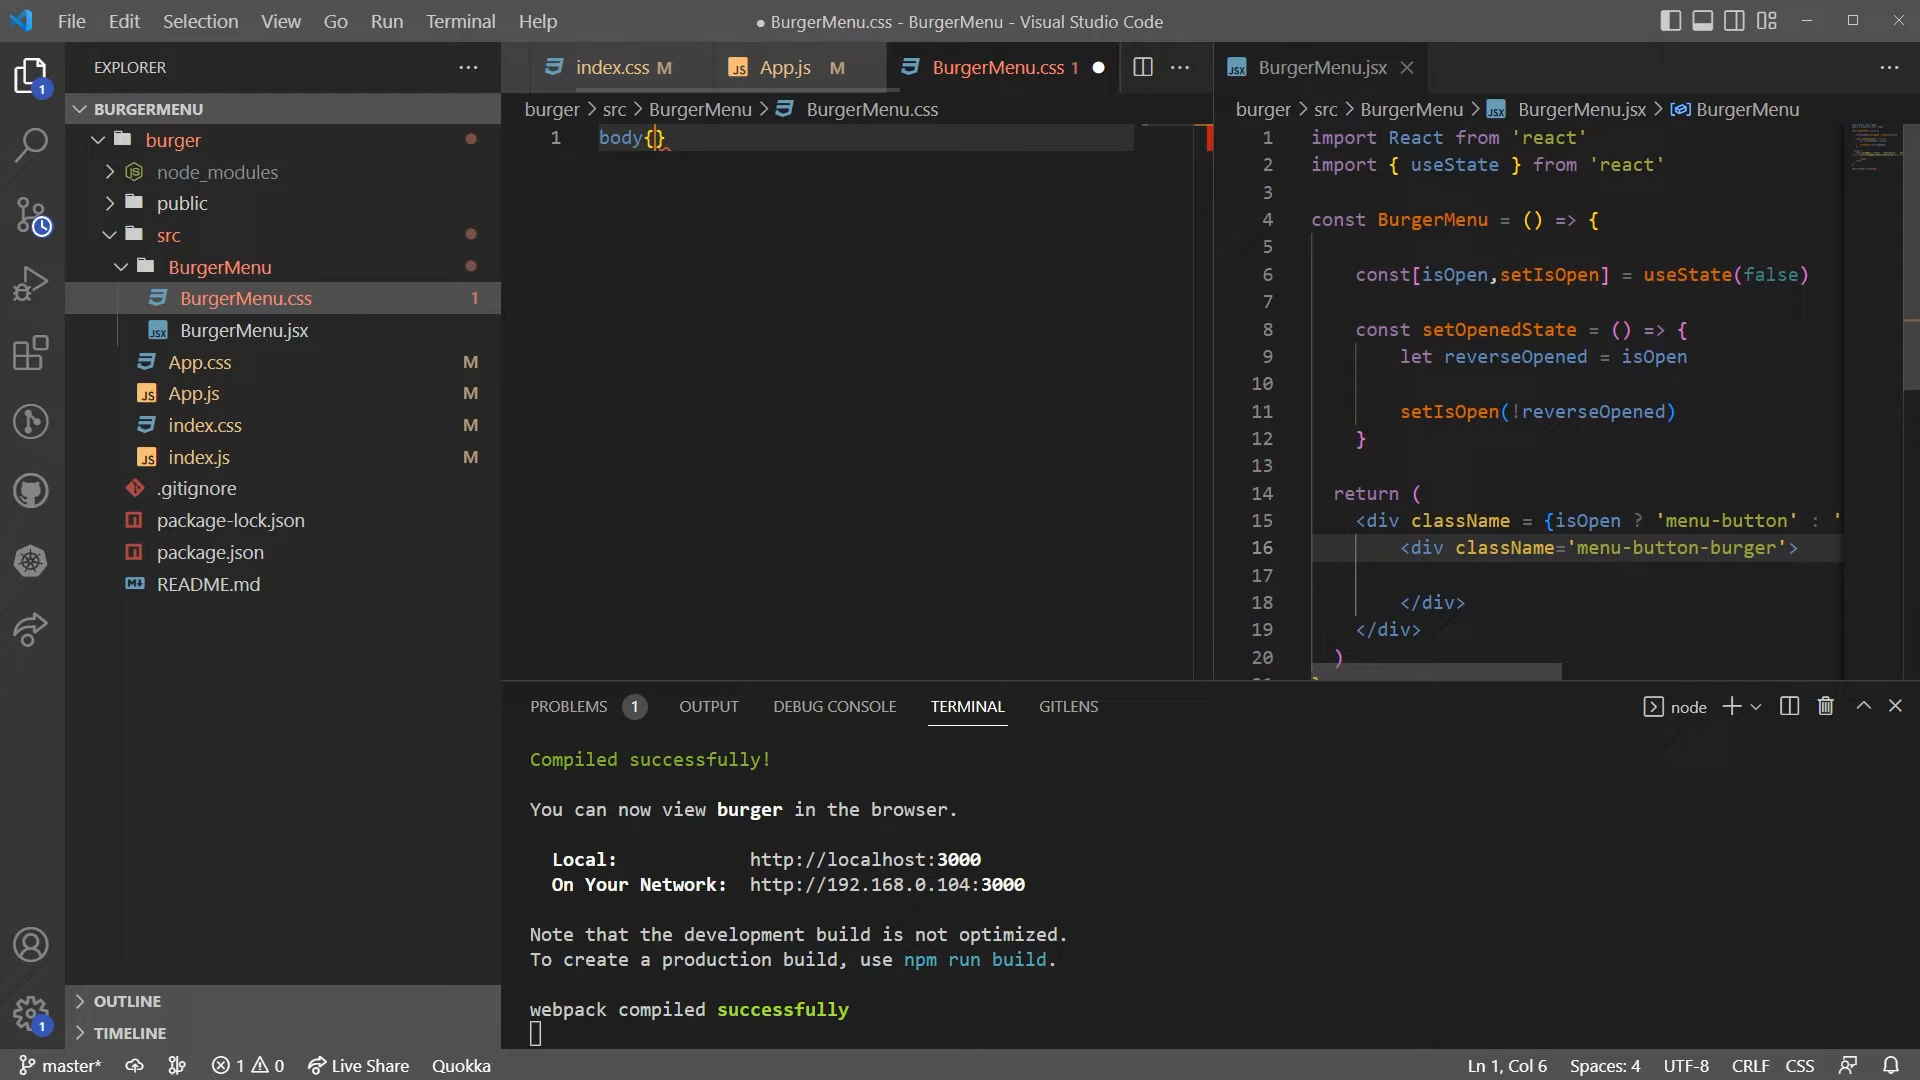 File Edit Selection View Go Run Terminal Help
● BurgerMenu.css - BurgerMenu - Visual Studio Code
EXPLORER
BURGERMENU
burger
node_modules
public
src
BurgerMenu
BurgerMenu.css 1
BurgerMenu.jsx
App.css M
App.js M
index.css M
index.js M
.gitignore
package-lock.json
package.json
README.md
OUTLINE
TIMELINE
index.css M
App.js M
BurgerMenu.css 1
burger > src > BurgerMenu > BurgerMenu.css
1 body{}
BurgerMenu.jsx
burger > src > BurgerMenu > BurgerMenu.jsx > BurgerMenu
1 import React from 'react'
2 import { useState } from 'react'
3
4 const BurgerMenu = () => {
5
6 const[isOpen,setIsOpen] = useState(false)
7
8 const setOpenedState = () => {
9 let reverseOpened = isOpen
10
11 setIsOpen(!reverseOpened)
12 }
13
14 return (
15 <div className = {isOpen ? 'menu-button' : '
16 <div className='menu-button-burger'>
17
18 </div>
19 </div>
20 )
PROBLEMS 1 OUTPUT DEBUG CONSOLE TERMINAL GITLENS
node
Compiled successfully!
You can now view burger in the browser.
Local: http://localhost:3000
On Your Network: http://192.168.0.104:3000
Note that the development build is not optimized.
To create a production build, use npm run build.
webpack compiled successfully
master* 1 0 Live Share Quokka
Ln 1, Col 6 Spaces: 4 UTF-8 CRLF CSS